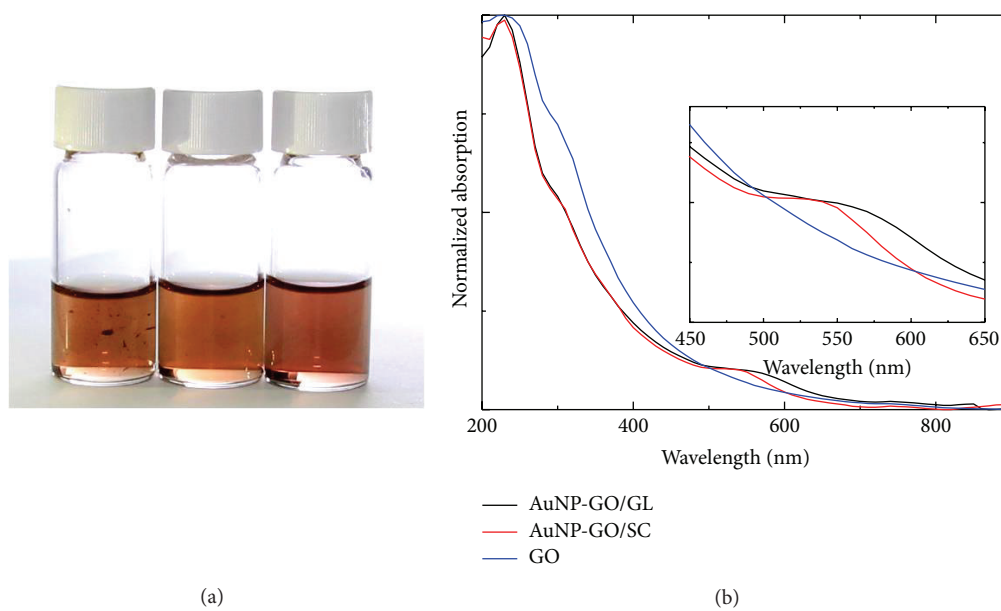 Normalized absorption
450 500 550 600 650
Wavelength (nm)
200 400 600 800
Wavelength (nm)
AuNP-GO/GL
AuNP-GO/SC
GO
(a) (b)